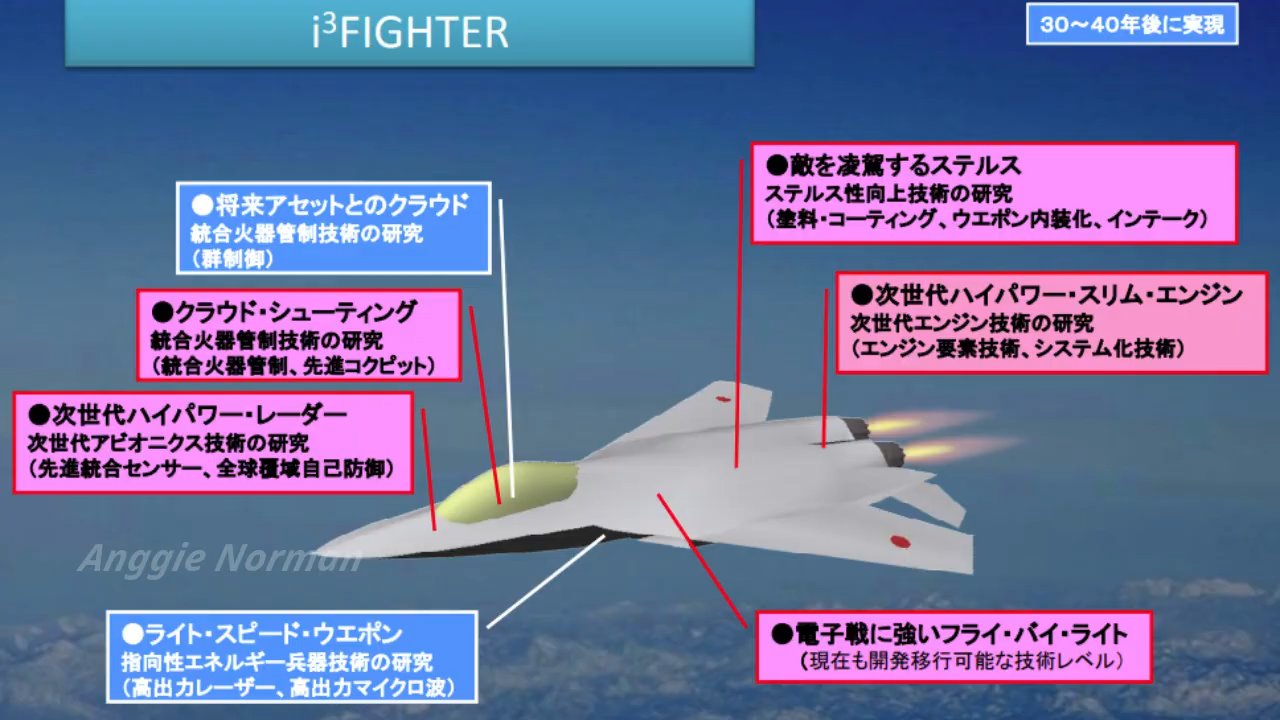 i³FIGHTER
30～40年後に実現
●敵を凌駕するステルス
ステルス性向上技術の研究
（塗料・コーティング、ウエポン内装化、インテーク）
●将来アセットとのクラウド
統合火器管制技術の研究
（群制御）
●次世代ハイパワー・スリム・エンジン
次世代エンジン技術の研究
（エンジン要素技術、システム化技術）
●クラウド・シューティング
統合火器管制技術の研究
（統合火器管制、先進コクピット）
●次世代ハイパワー・レーダー
次世代アビオニクス技術の研究
（先進統合センサー、全球覆域自己防御）
Anggie Norman
●ライト・スピード・ウエポン
指向性エネルギー兵器技術の研究
（高出力レーザー、高出力マイクロ波）
●電子戦に強いフライ・バイ・ライト
（現在も開発移行可能な技術レベル）